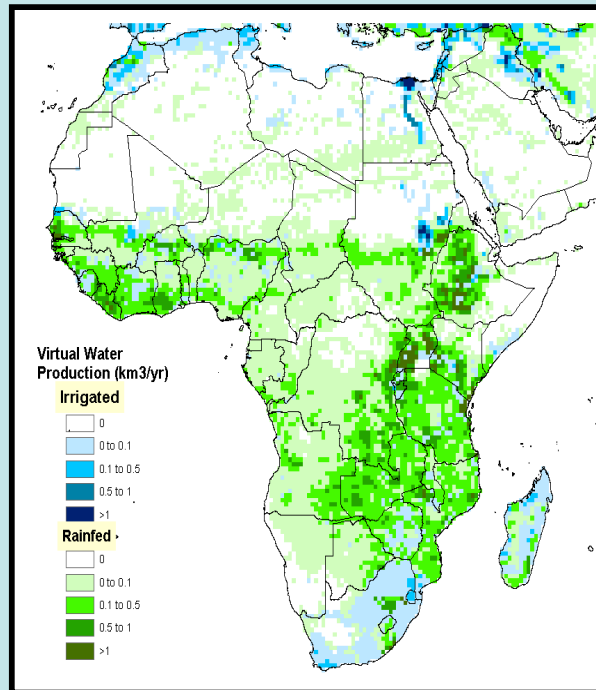 Virtual Water
Production (km3/yr)
Irrigated
0
0 to 0.1
0.1 to 0.5
0.5 to 1
>1
Rainfed
0
0 to 0.1
0.1 to 0.5
0.5 to 1
>1